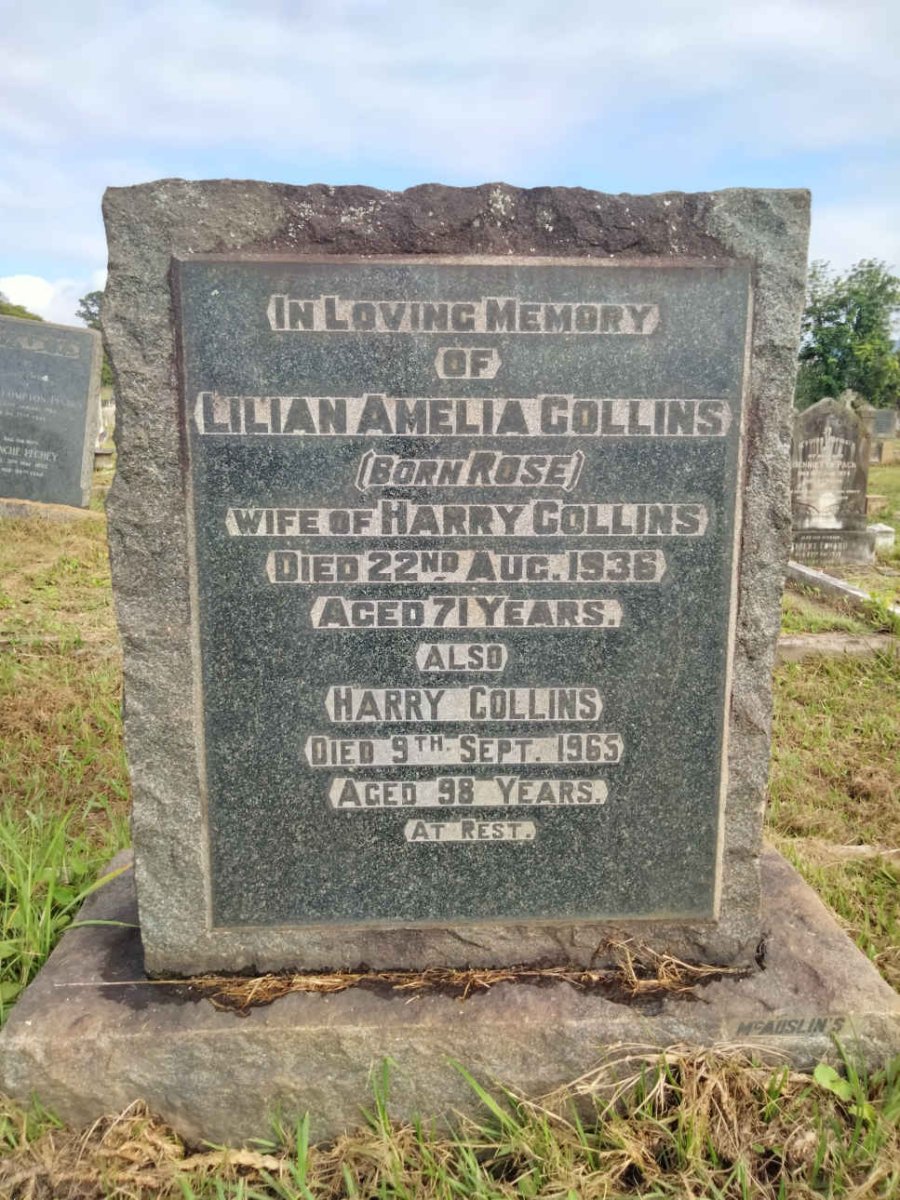 IN LOVING MEMORY
OF
LILIAN AMELIA COLLINS
(BORN ROSE)
WIFE OF HARRY COLLINS
DIED 22ND AUG. 1936
AGED 71 YEARS.
ALSO
HARRY COLLINS
DIED 9TH. SEPT. 1965
AGED 98 YEARS.
AT REST.
McAUSLIN'S
PECHEY